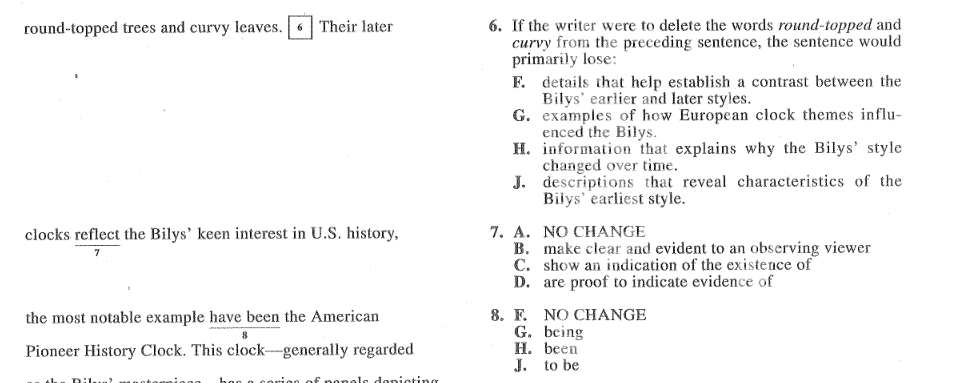 round-topped trees and curvy leaves. 6 Their later
6. If the writer were to delete the words round-topped and
curvy from the preceding sentence, the sentence would
primarily lose:
F. details that help establish a contrast between the
Bilys' earlier and later styles.
G. examples of how European clock themes influ-
enced the Bilys.
H. information that explains why the Bilys' style
changed over time.
J. descriptions that reveal characteristics of the
Bilys' earliest style.
clocks reflect the Bilys' keen interest in U.S. history,
7
7. A. NO CHANGE
B. make clear and evident to an observing viewer
C. show an indication of the existence of
D. are proof to indicate evidence of
the most notable example have been the American
8
Pioneer History Clock. This clock—generally regarded
8. F. NO CHANGE
G. being
H. been
J. to be